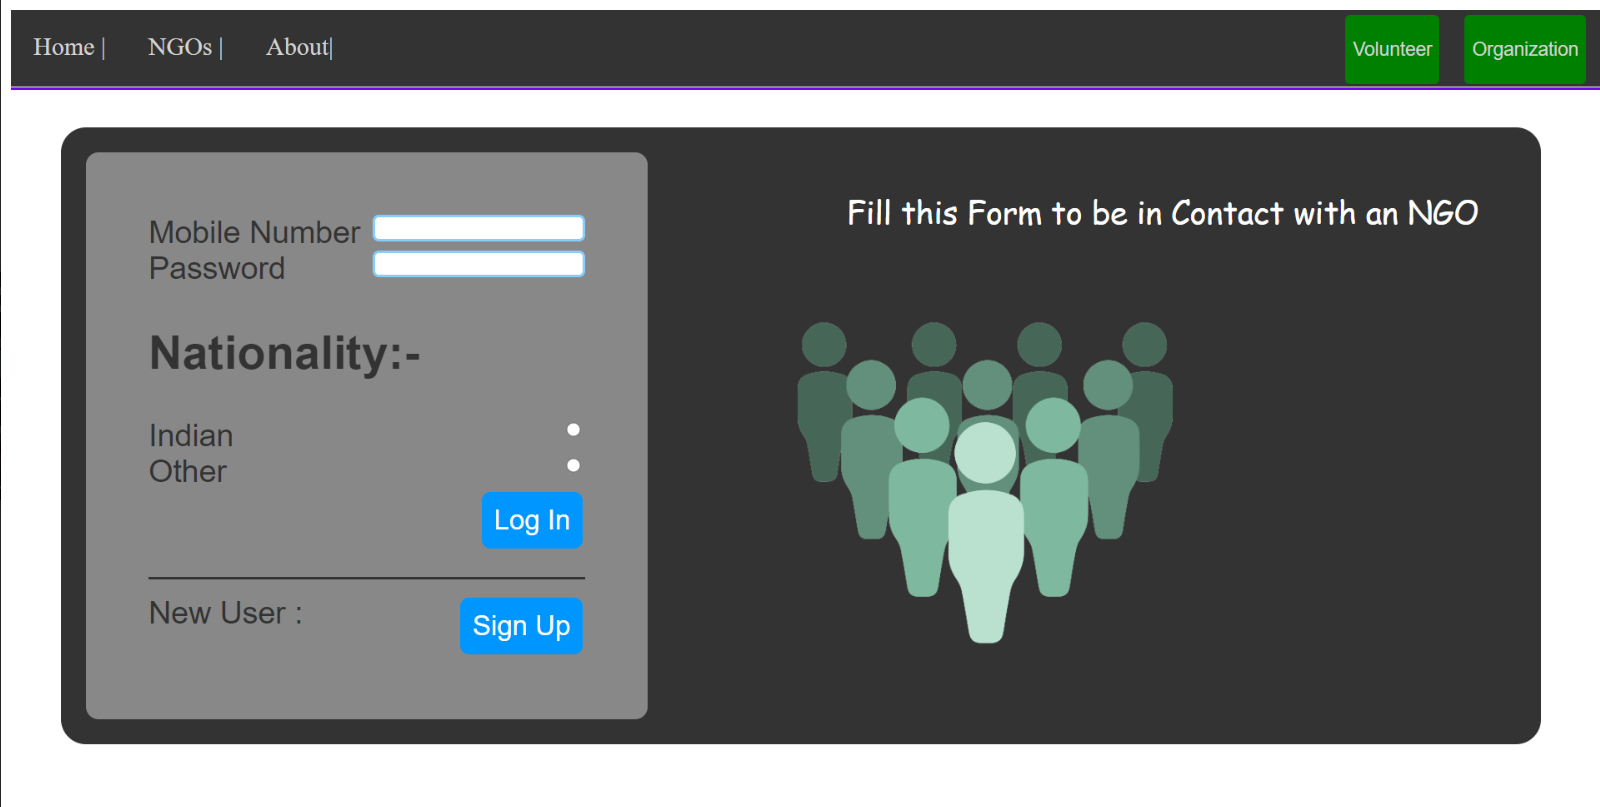 Home | NGOs | About| Volunteer Organization
Fill this Form to be in Contact with an NGO
Mobile Number
Password
Nationality:-
Indian
Other
Log In
New User : Sign Up